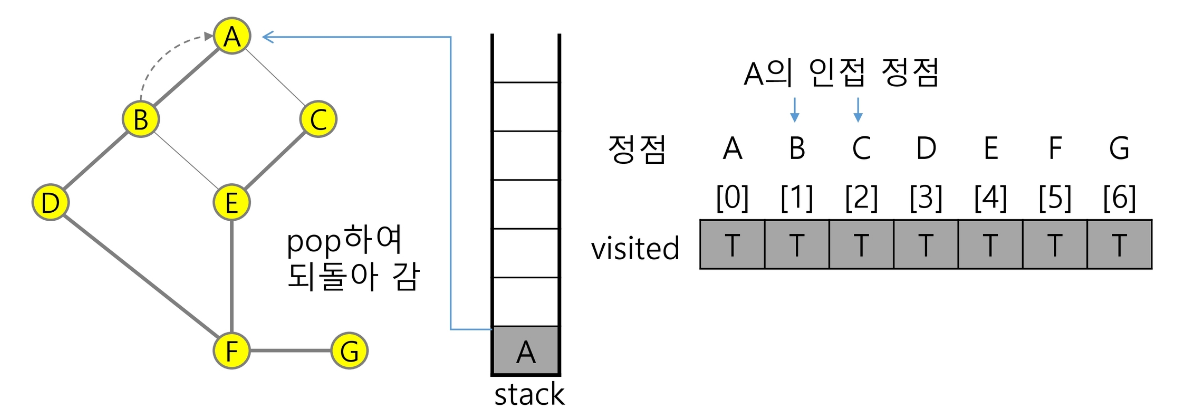 A
B
C
D
E
F
G
pop하여
되돌아 감
A
stack
A의 인접 정점
정점 A B C D E F G
[0] [1] [2] [3] [4] [5] [6]
visited T T T T T T T